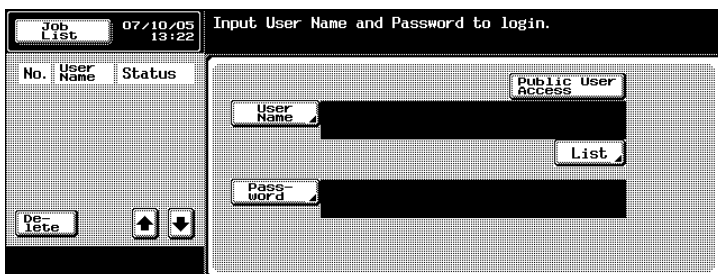 Job
List
07/10/05
13:22
Input User Name and Password to login.
No. User
Name Status
Public User
Access
User
Name
List
Pass-
word
De-
lete